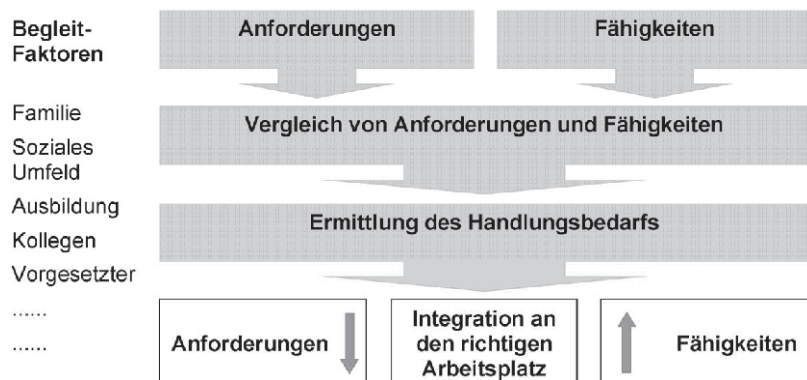 Begleit-
Faktoren
Familie
Soziales
Umfeld
Ausbildung
Kollegen
Vorgesetzter
......
......
Anforderungen
Fähigkeiten
Vergleich von Anforderungen und Fähigkeiten
Ermittlung des Handlungsbedarfs
Anforderungen
Integration an
den richtigen
Arbeitsplatz
Fähigkeiten